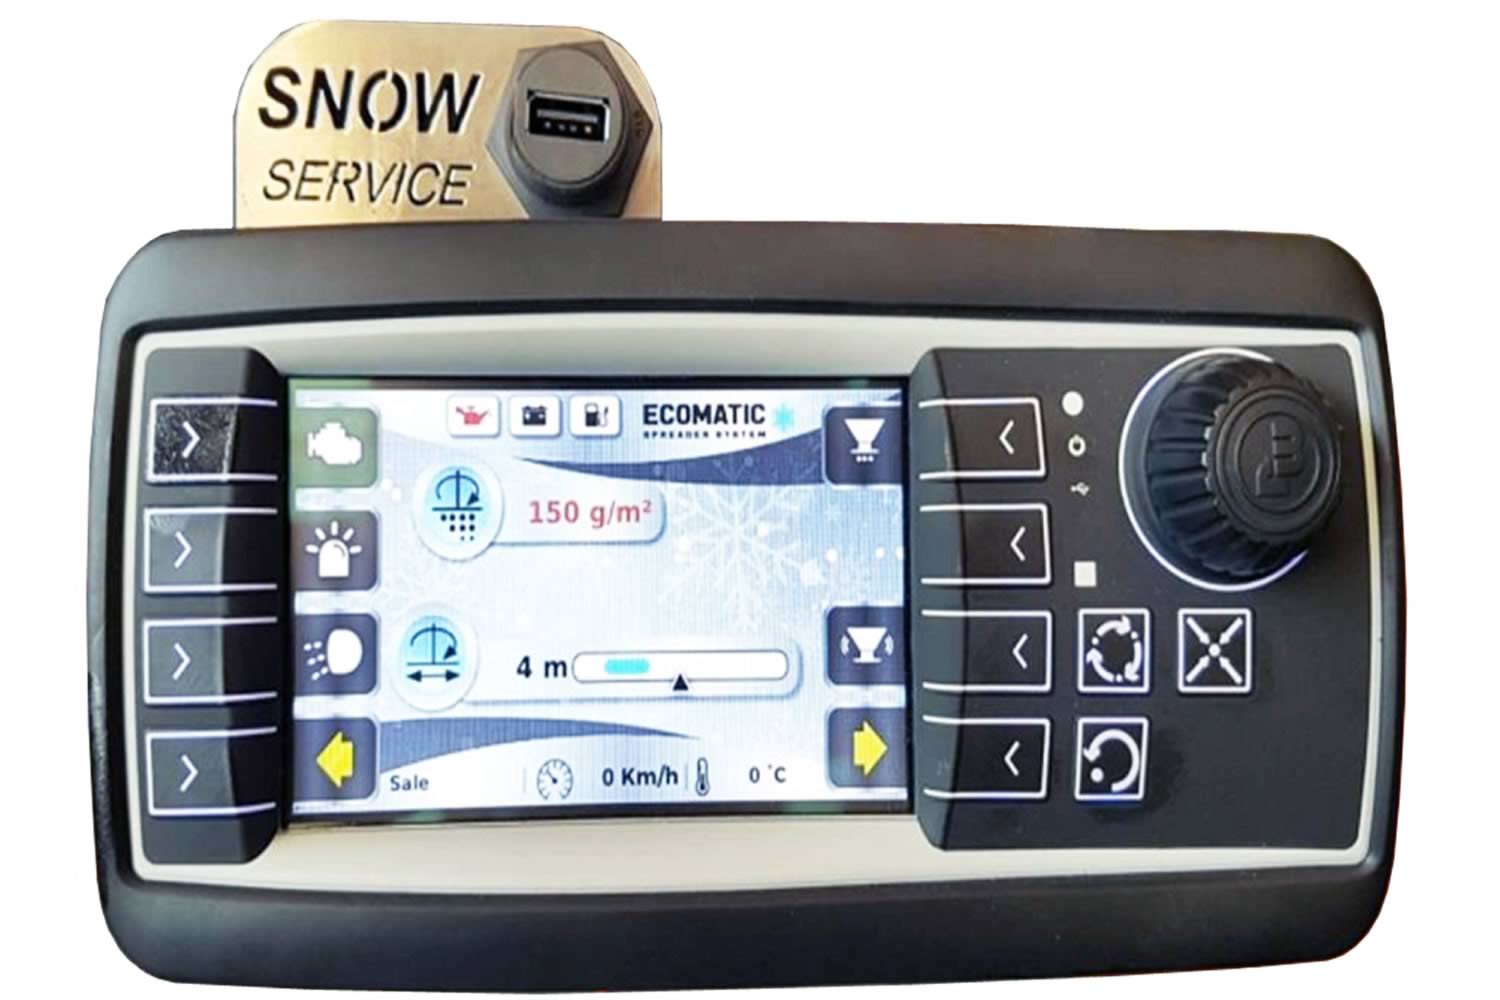 SNOW
SERVICE
ECOMATIC
SPREADER SYSTEM
150 g/m²
4 m
Sale
0 Km/h
0 °C